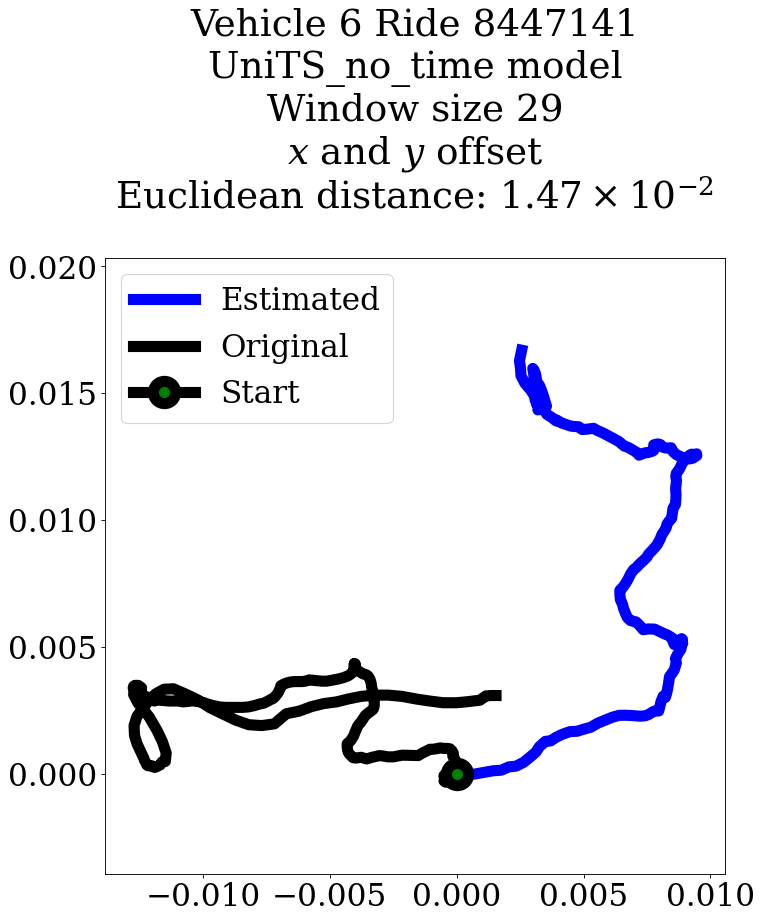 Vehicle 6 Ride 8447141
UniTS_no_time model
Window size 29
x and y offset
Euclidean distance: 1.47 × 10⁻²
0.020
0.015
0.010
0.005
0.000
Estimated
Original
Start
−0.010 −0.005 0.000 0.005 0.010